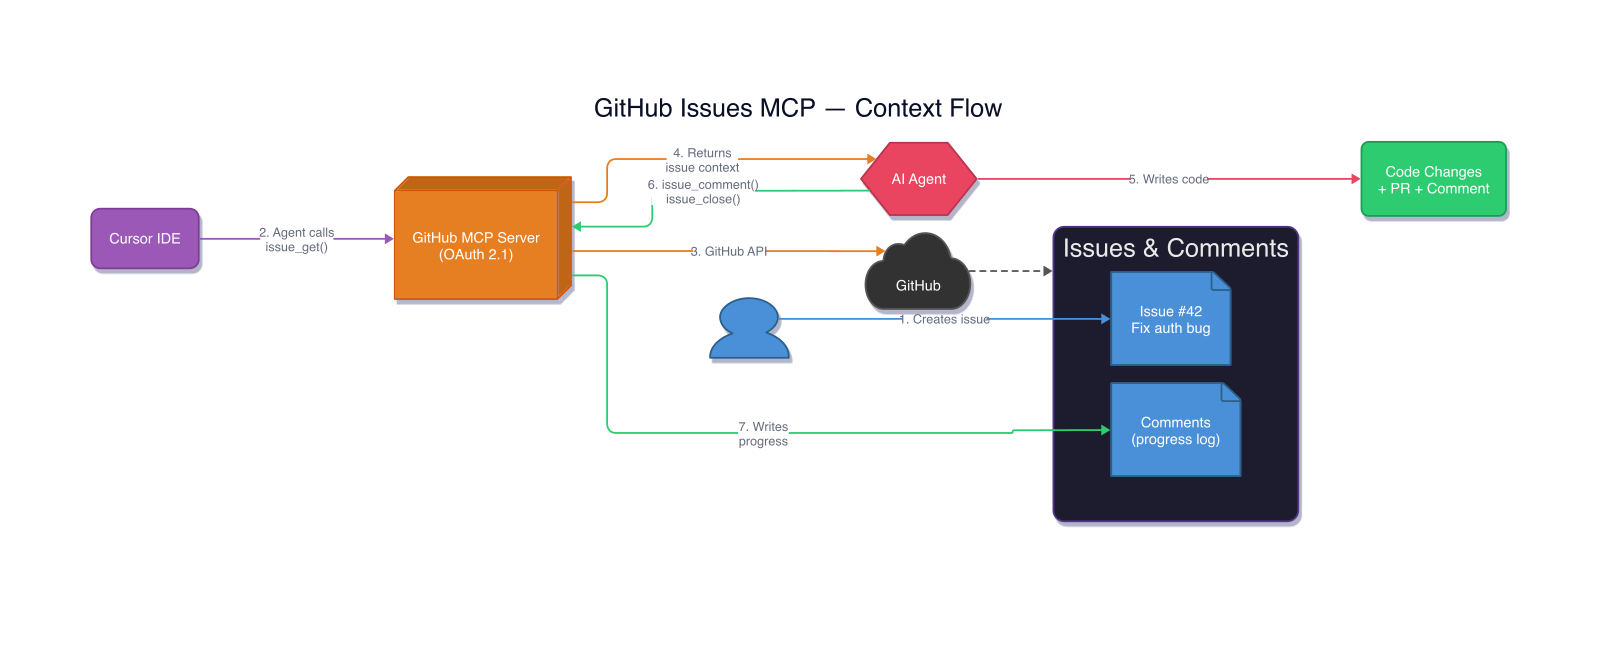 GitHub Issues MCP — Context Flow
4. Returns
issue context
6. issue_comment()
issue_close()
AI Agent
5. Writes code
Code Changes
+ PR + Comment
Cursor IDE
2. Agent calls
issue_get()
GitHub MCP Server
(OAuth 2.1)
3. GitHub API
GitHub
Issues & Comments
1. Creates issue
Issue #42
Fix auth bug
7. Writes
progress
Comments
(progress log)